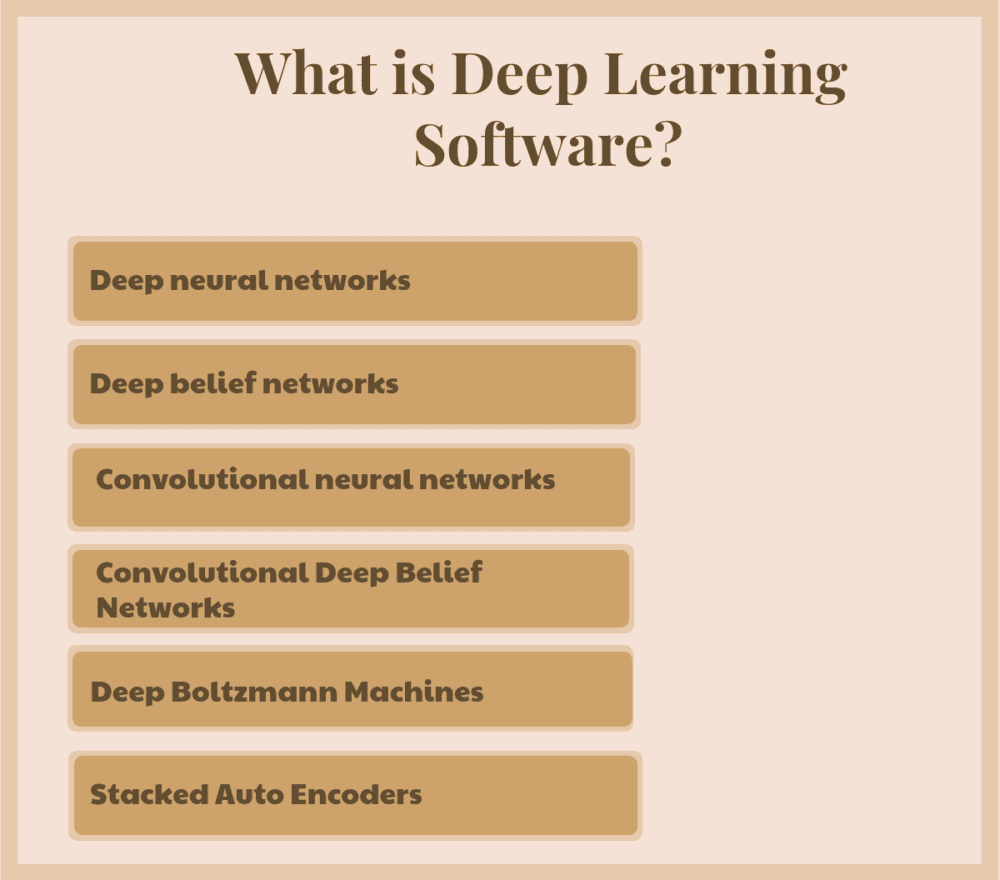 What is Deep Learning
Software?
Deep neural networks
Deep belief networks
Convolutional neural networks
Convolutional Deep Belief
Networks
Deep Boltzmann Machines
Stacked Auto Encoders